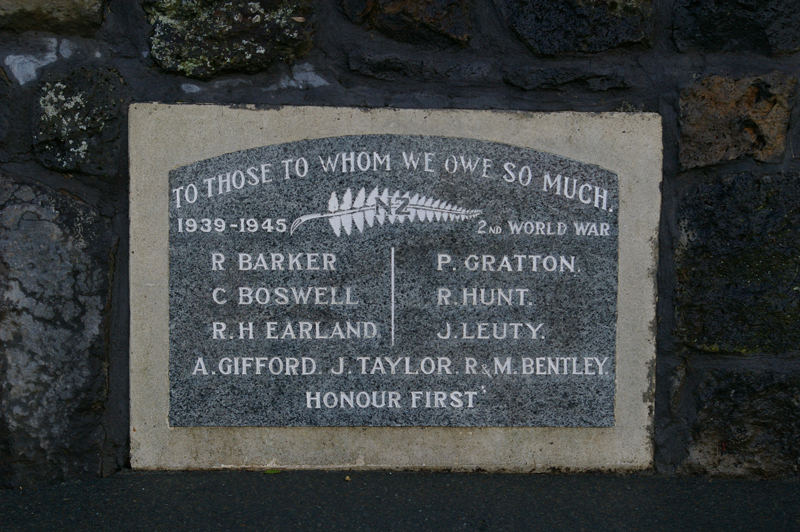 TO THOSE TO WHOM WE OWE SO MUCH.
NZ
1939-1945 2ND WORLD WAR
R BARKER P. GRATTON.
C BOSWELL R. HUNT.
R. H EARLAND J. LEUTY.
A. GIFFORD J. TAYLOR. R & M. BENTLEY.
HONOUR FIRST